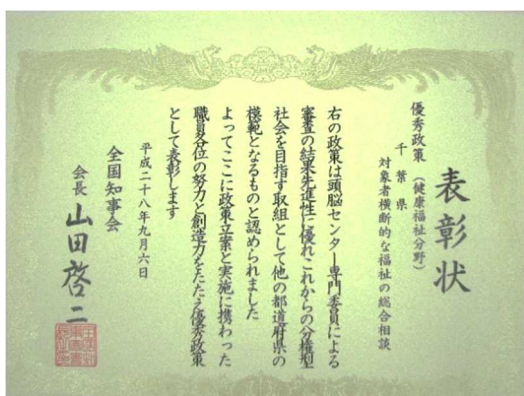 表彰状
優秀政策（健康福祉分野）
千葉県
対象者横断的な福祉の総合相談
右の政策は頭脳センター専門委員による
審査の結果先進性に優れこれからの分権型
社会を目指す取組として他の都道府県の
模範となるものと認められました
よってここに政策立案と実施に携わった
職員各位の努力と創造力をたたえ優秀政策
として表彰します
平成二十八年九月六日
全国知事会
会長 山田啓二